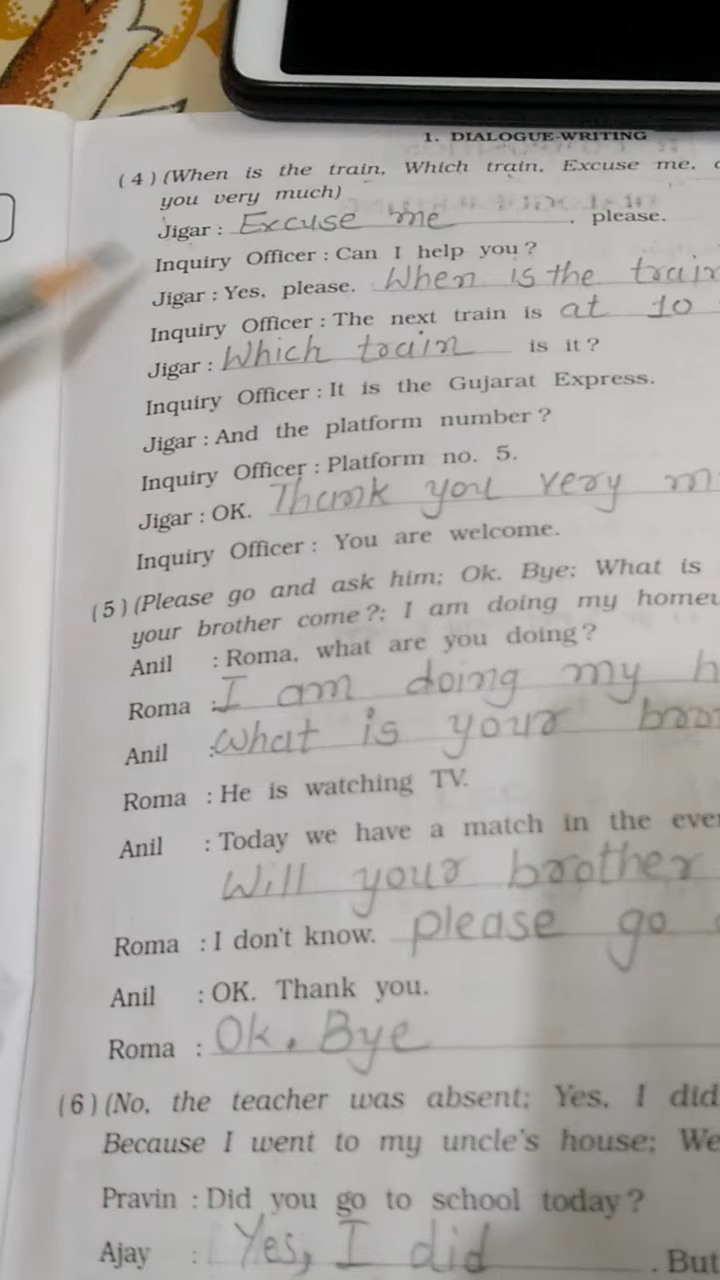 1. DIALOGUE-WRITING
(4) (When is the train, Which train, Excuse me,
you very much)
Jigar : Excuse me . please.
Inquiry Officer : Can I help you?
Jigar : Yes, please. When is the train
Inquiry Officer : The next train is at 10
Jigar : Which train is it?
Inquiry Officer : It is the Gujarat Express.
Jigar : And the platform number?
Inquiry Officer : Platform no. 5.
Jigar : OK. Thank you very m
Inquiry Officer : You are welcome.
(5) (Please go and ask him; Ok. Bye; What is
your brother come?; I am doing my homew
Anil : Roma, what are you doing?
Roma : I am doing my h
Anil : What is your brot
Roma : He is watching TV.
Anil : Today we have a match in the eve
Will your brother
Roma : I don't know. please go
Anil : OK. Thank you.
Roma : Ok. Bye
(6) (No, the teacher was absent; Yes, I did
Because I went to my uncle's house; We
Pravin : Did you go to school today?
Ajay : Yes, I did . But